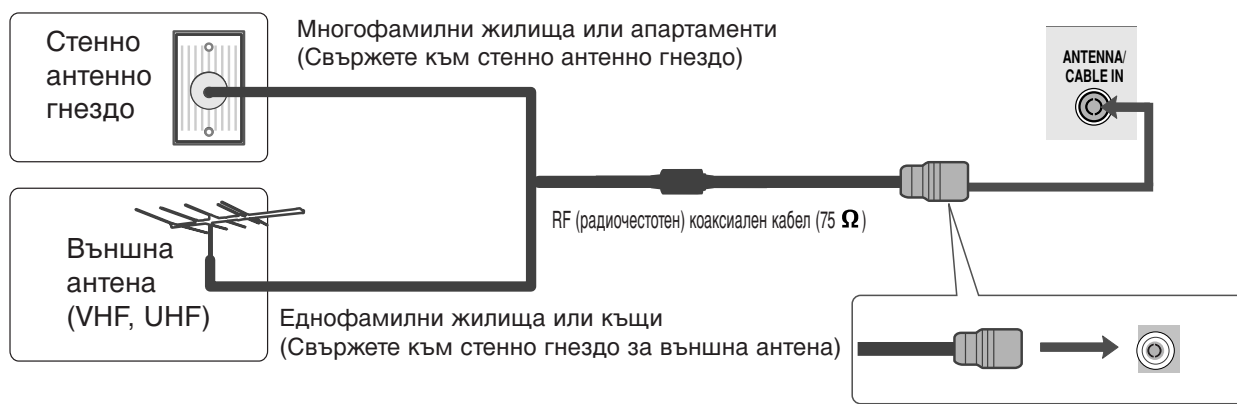 Стенно
антенно
гнездо
Многофамилни жилища или апартаменти
(Свържете към стенно антенно гнездо)
ANTENNA/
CABLE IN
RF (радиочестотен) коаксиален кабел (75 Ω)
Външна
антена
(VHF, UHF)
Еднофамилни жилища или къщи
(Свържете към стенно гнездо за външна антена)